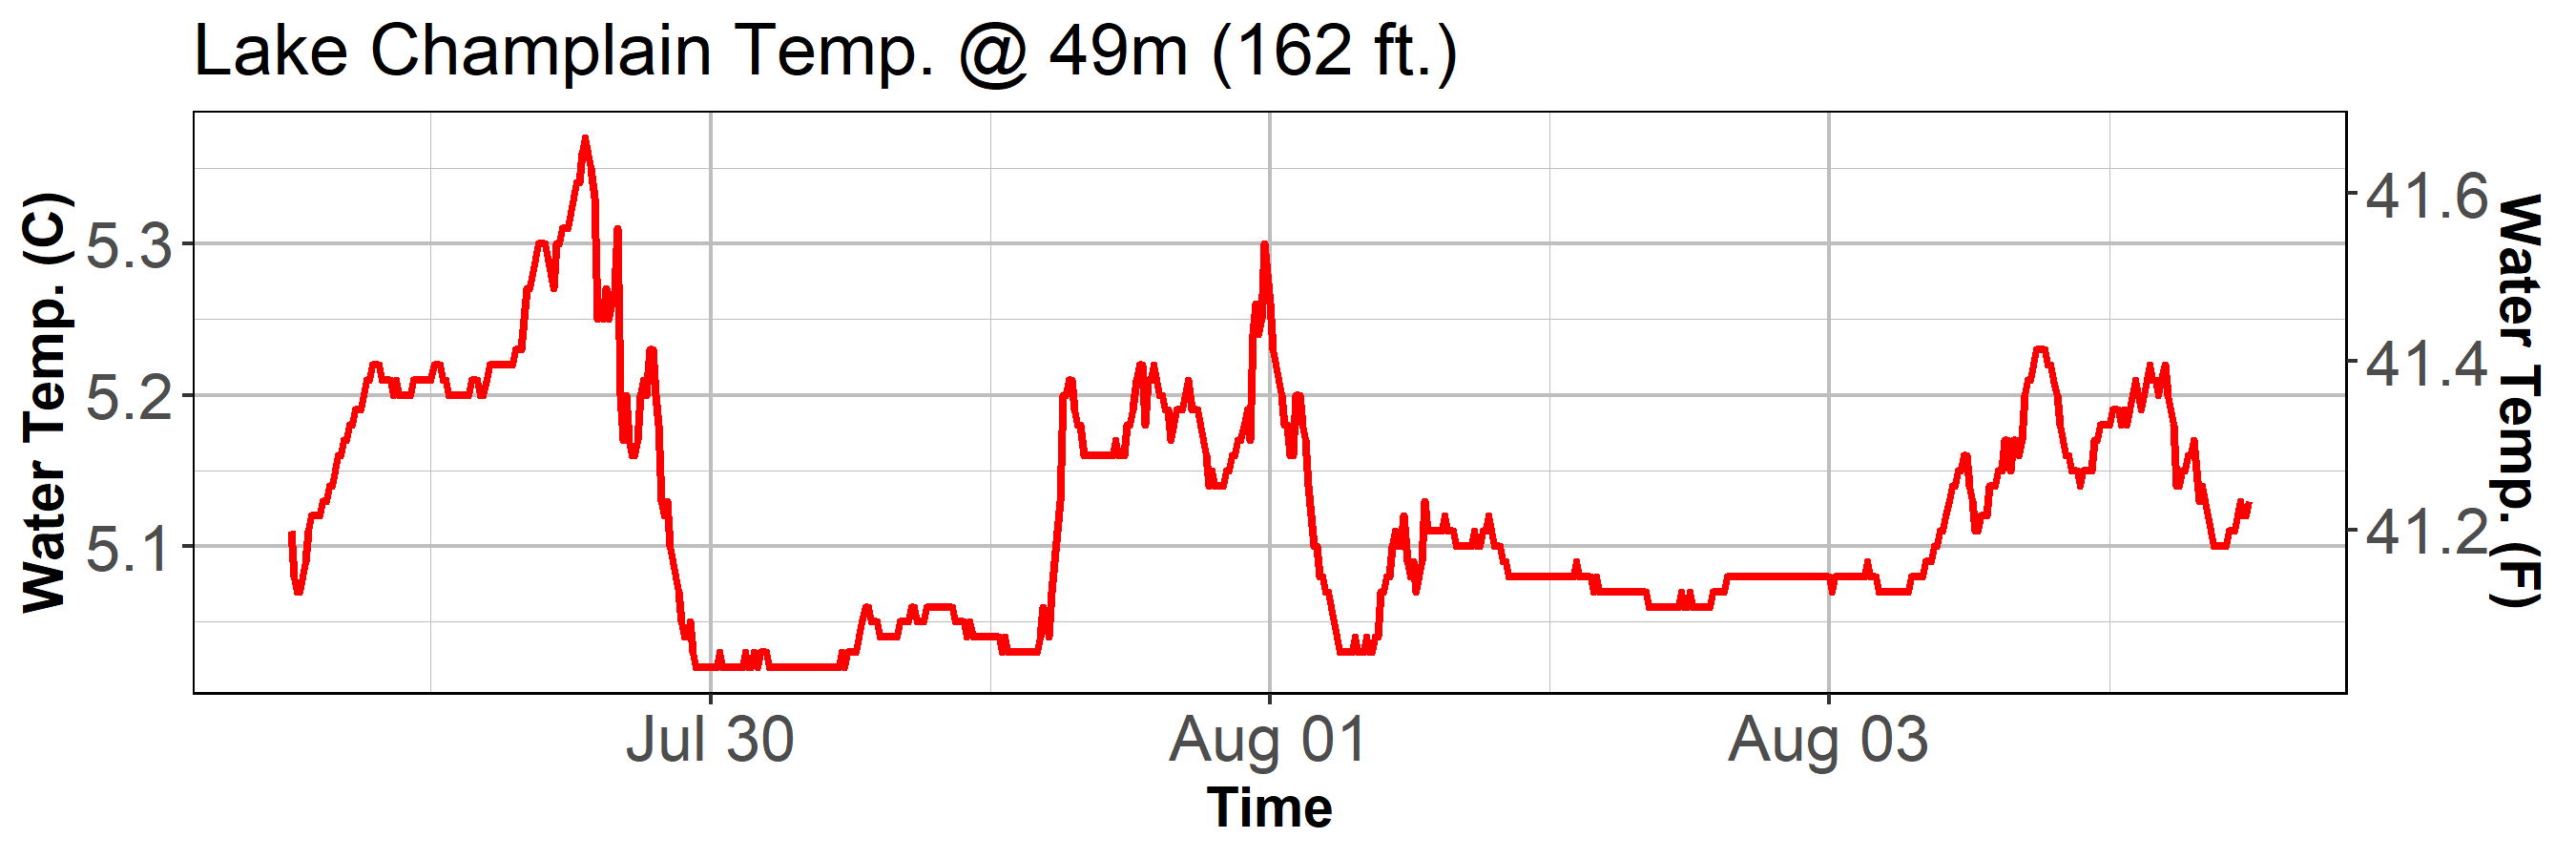 Lake Champlain Temp. @ 49m (162 ft.)
Water Temp. (C)
5.3
5.2
5.1
41.6
41.4
41.2
Water Temp. (F)
Jul 30
Aug 01
Aug 03
Time